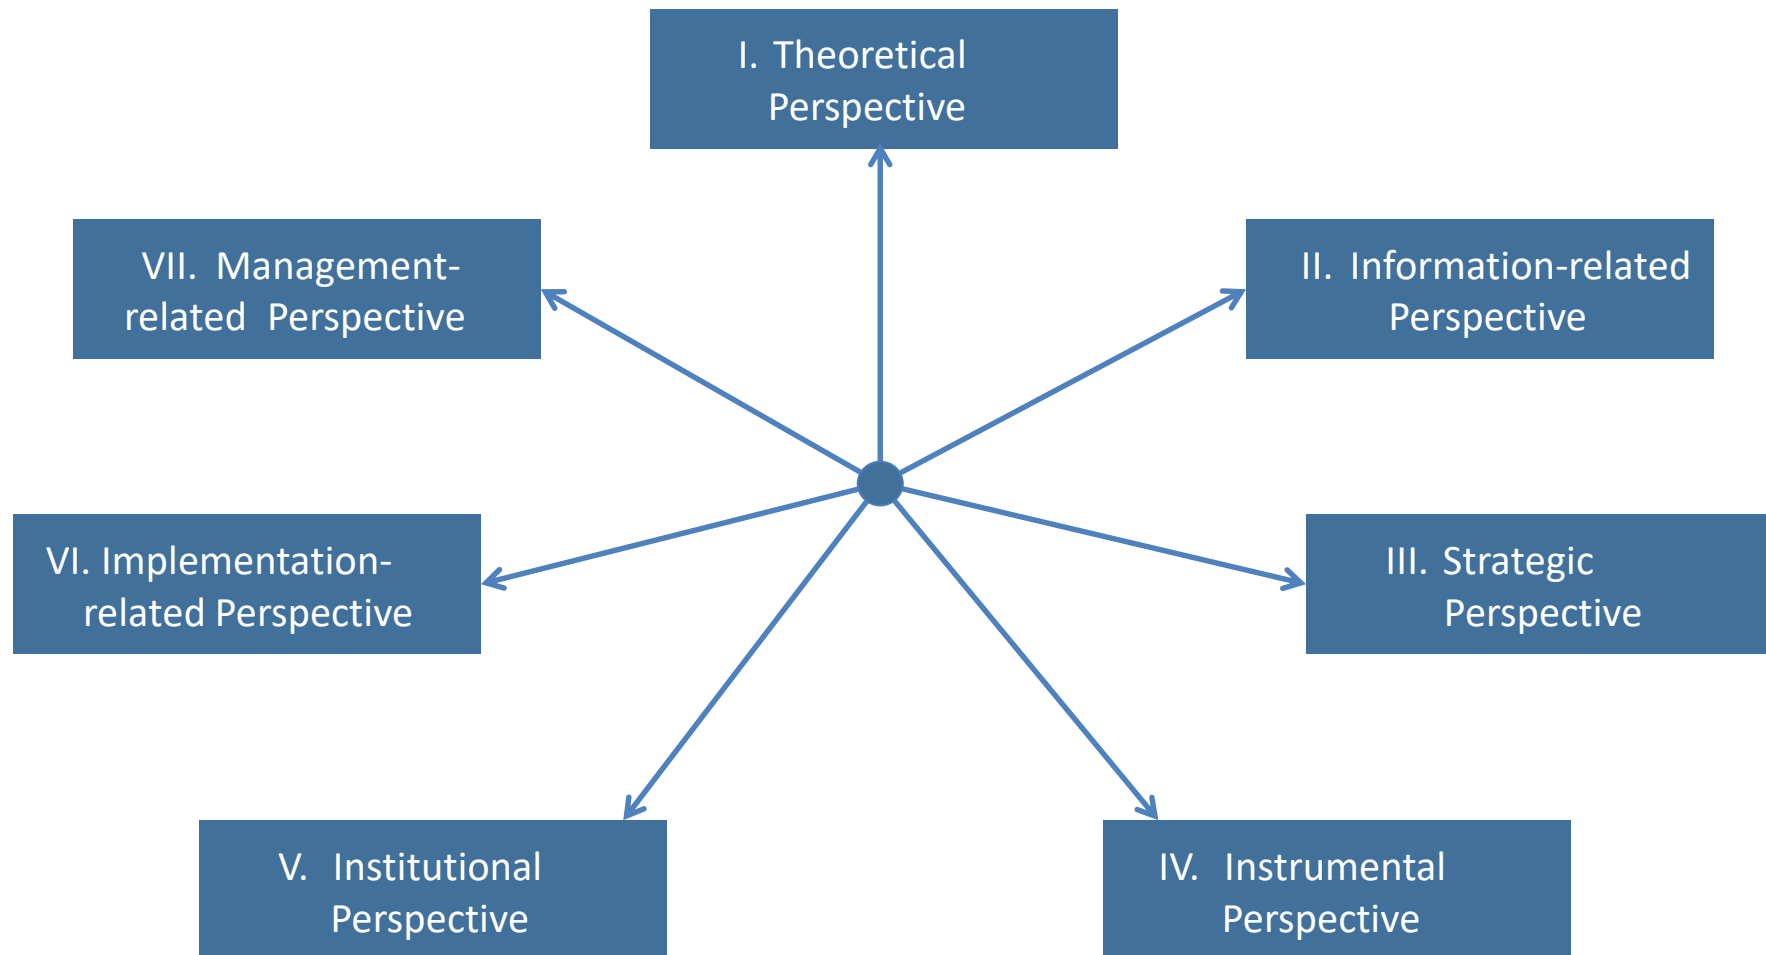 I. Theoretical
Perspective
II. Information-related
Perspective
III. Strategic
Perspective
IV. Instrumental
Perspective
V. Institutional
Perspective
VI. Implementation-
related Perspective
VII. Management-
related Perspective